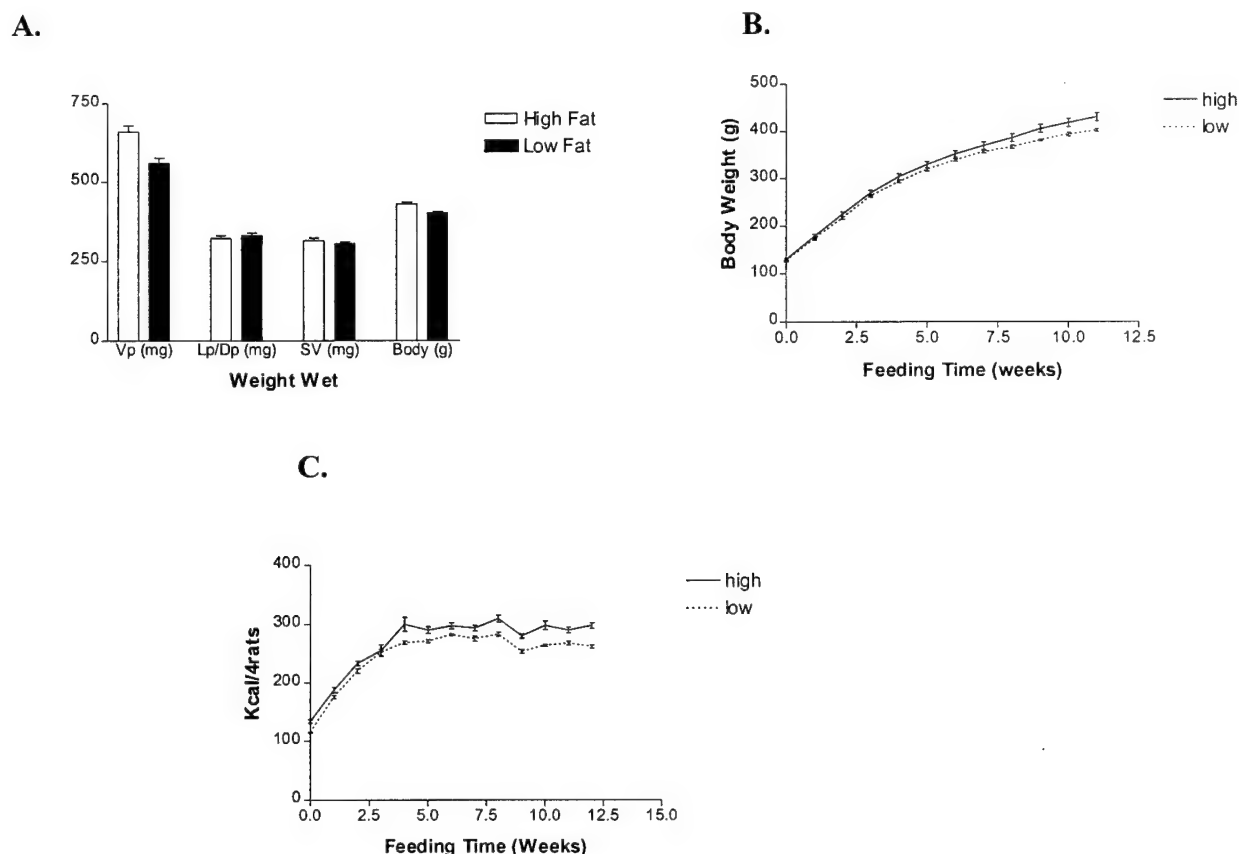 A.
750
500
250
0
High Fat
Low Fat
Vp (mg) Lp/Dp (mg) SV (mg) Body (g)
Weight Wet
B.
Body Weight (g)
500
400
300
200
100
0
high
low
0.0 2.5 5.0 7.5 10.0 12.5
Feeding Time (weeks)
C.
Kcal/4rats
400
300
200
100
0
high
low
0.0 2.5 5.0 7.5 10.0 12.5 15.0
Feeding Time (Weeks)